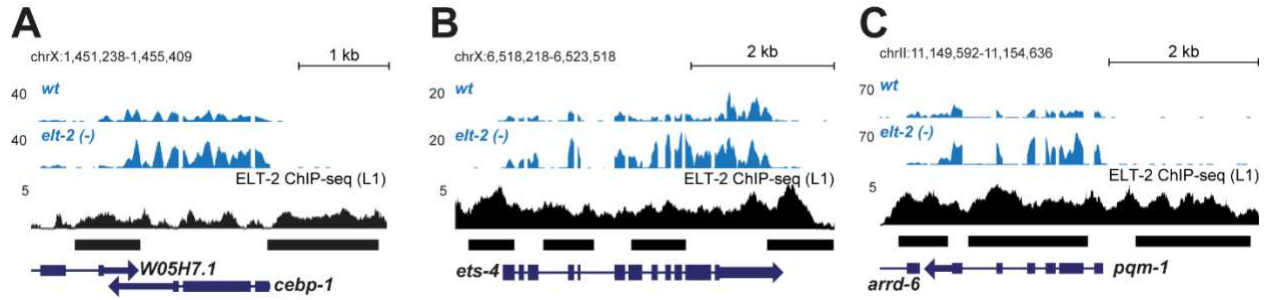 A
chrX:1,451,238-1,455,409
1 kb
40
wt
40
elt-2 (-)
ELT-2 ChIP-seq (L1)
5
W05H7.1
cebp-1
B
chrX:6,518,218-6,523,518
2 kb
20
wt
20
elt-2 (-)
ELT-2 ChIP-seq (L1)
5
ets-4
C
chrII:11,149,592-11,154,636
2 kb
70
wt
70
elt-2 (-)
ELT-2 ChIP-seq (L1)
5
pqm-1
arrd-6